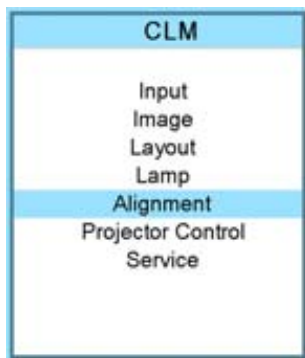 CLM
Input
Image
Layout
Lamp
Alignment
Projector Control
Service